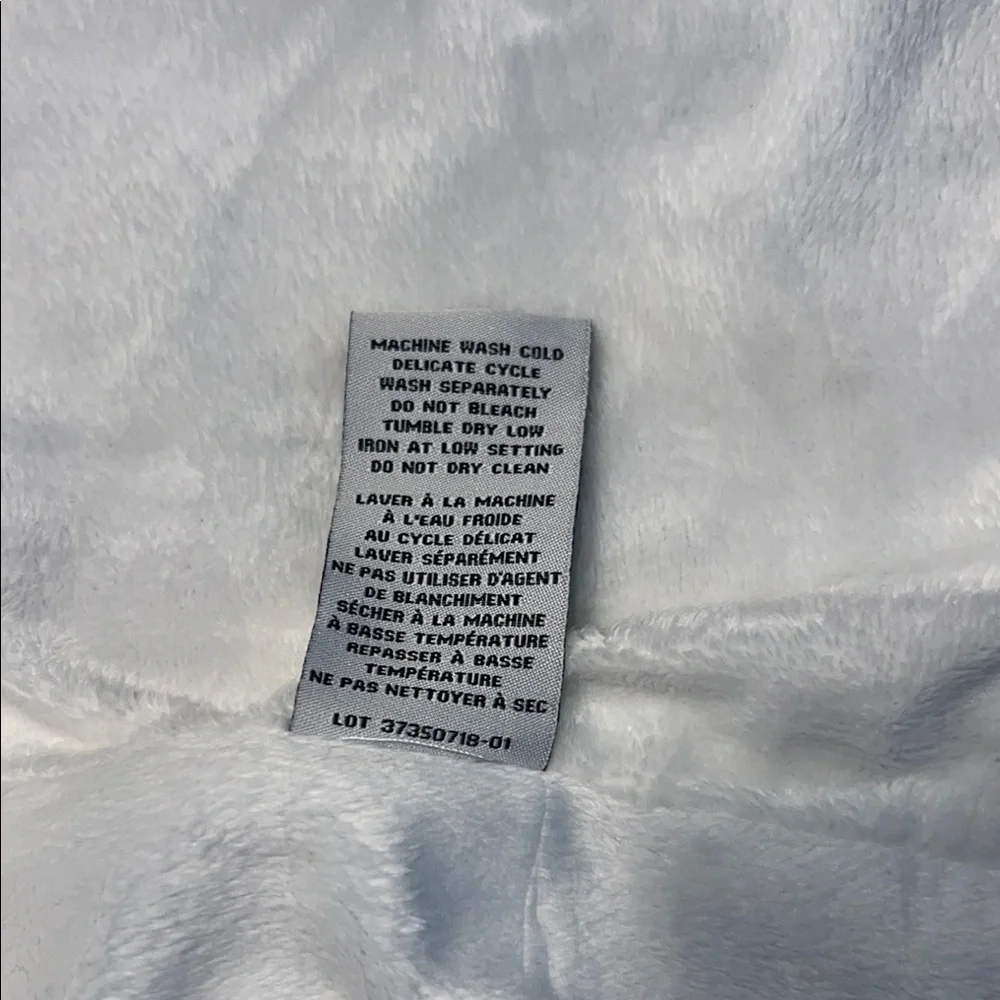 MACHINE WASH COLD
DELICATE CYCLE
WASH SEPARATELY
DO NOT BLEACH
TUMBLE DRY LOW
IRON AT LOW SETTING
DO NOT DRY CLEAN
LAVER À LA MACHINE
À L'EAU FROIDE
AU CYCLE DÉLICAT
LAVER SÉPARÉMENT
NE PAS UTILISER D'AGENT
DE BLANCHIMENT
SÉCHER À LA MACHINE
À BASSE TEMPÉRATURE
REPASSER À BASSE
TEMPÉRATURE
NE PAS NETTOYER À SEC
LOT 37350718-01